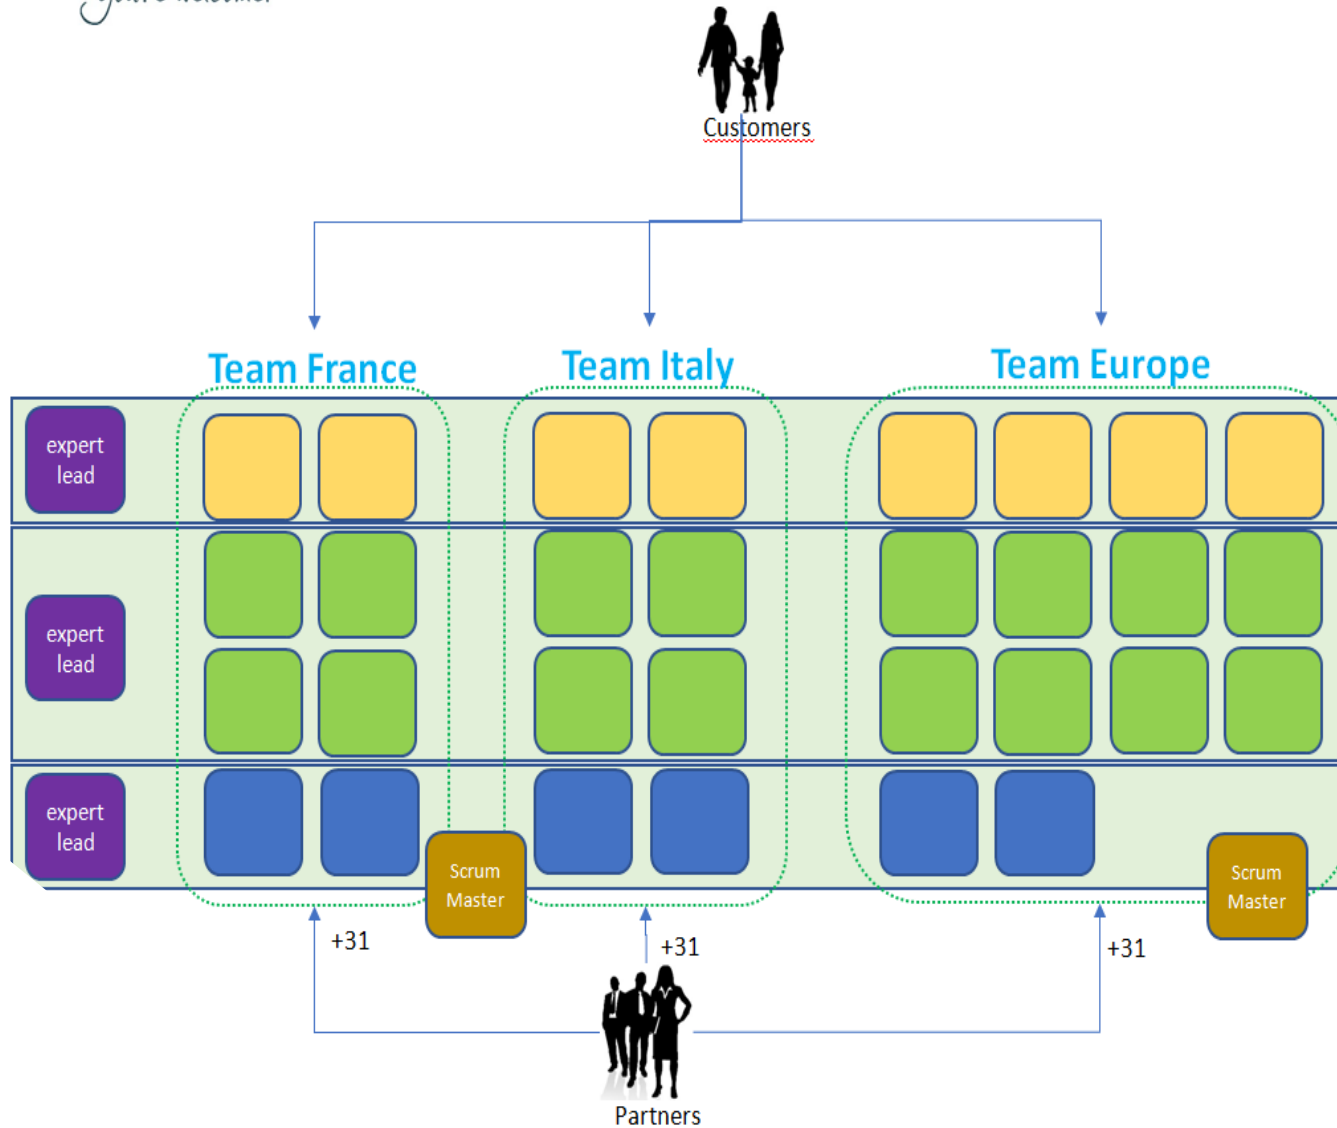 Customers
Team France
Team Italy
Team Europe
expert
lead
expert
lead
expert
lead
Scrum
Master
Scrum
Master
+31
+31
+31
Partners